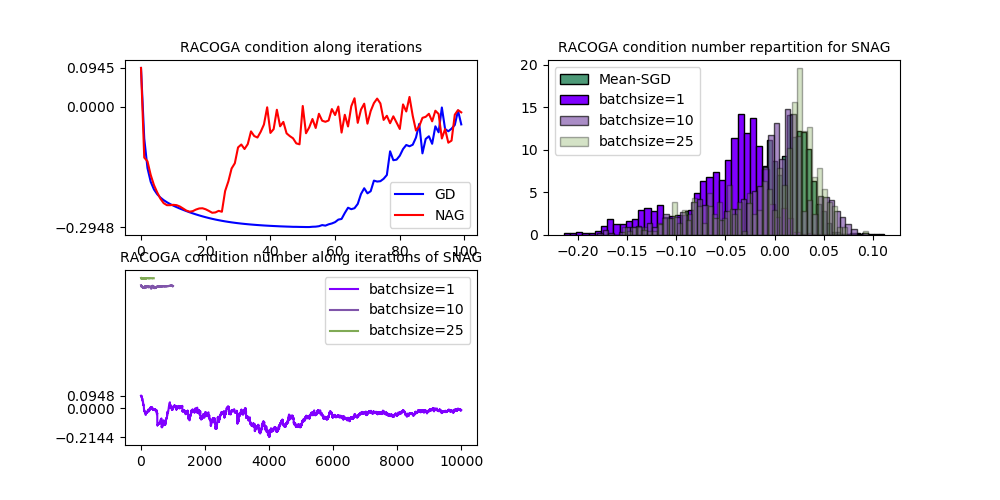 RACOGA condition along iterations
0.0945
0.0000
−0.2948
0
20
40
60
80
100
GD
NAG
RACOGA condition number repartition for SNAG
20
15
10
5
0
−0.20
−0.15
−0.10
−0.05
0.00
0.05
0.10
Mean-SGD
batchsize=1
batchsize=10
batchsize=25
RACOGA condition number along iterations of SNAG
0.0948
0.0000
−0.2144
0
2000
4000
6000
8000
10000
batchsize=1
batchsize=10
batchsize=25